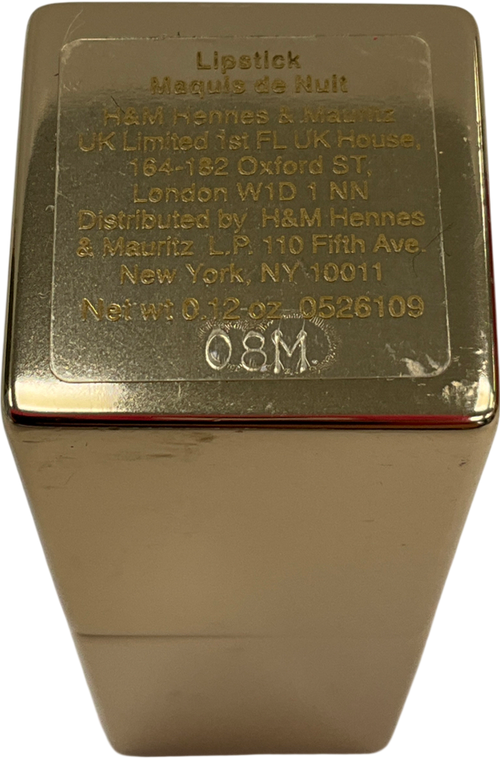 Lipstick
Maquis de Nuit
H&M Hennes & Mauritz
UK Limited 1st FL UK House,
164-182 Oxford ST,
London W1D 1 NN
Distributed by H&M Hennes
& Mauritz L.P. 110 Fifth Ave.
New York, NY 10011
Net wt 0.12 oz 0526109
08M